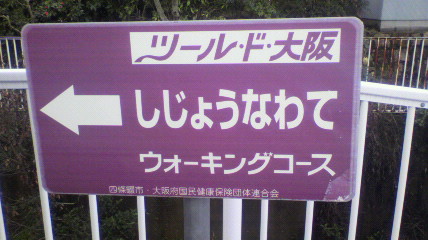 ツール・ド・大阪
しじょうなわて
ウォーキングコース
四條畷市・大阪府国民健康保険団体連合会